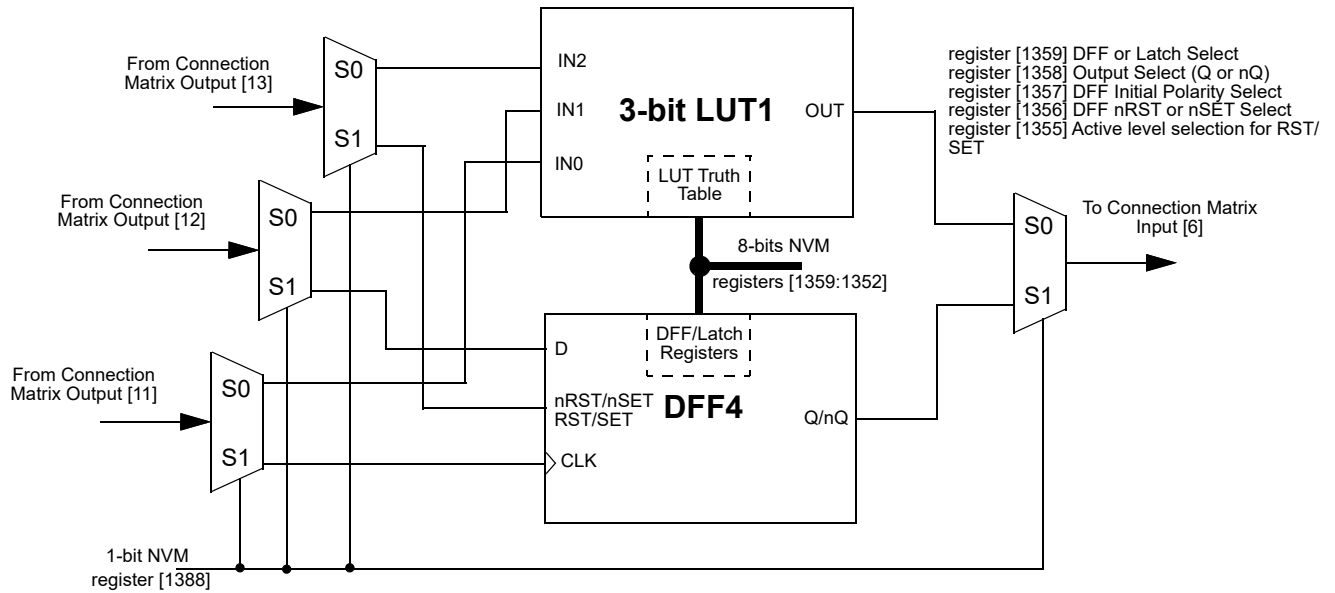 From Connection
Matrix Output [13]
S0
S1
From Connection
Matrix Output [12]
S0
S1
From Connection
Matrix Output [11]
S0
S1
1-bit NVM
register [1388]
IN2
IN1
IN0
3-bit LUT1
OUT
LUT Truth
Table
8-bits NVM
registers [1359:1352]
DFF/Latch
Registers
D
nRST/nSET
RST/SET
DFF4
Q/nQ
CLK
register [1359] DFF or Latch Select
register [1358] Output Select (Q or nQ)
register [1357] DFF Initial Polarity Select
register [1356] DFF nRST or nSET Select
register [1355] Active level selection for RST/
SET
S0
S1
To Connection Matrix
Input [6]